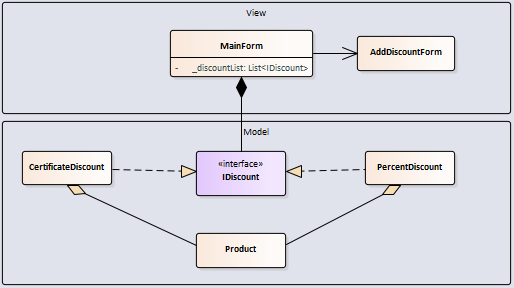 View
MainForm
- _discountList: List<IDiscount>
AddDiscountForm
Model
CertificateDiscount
«interface»
IDiscount
PercentDiscount
Product